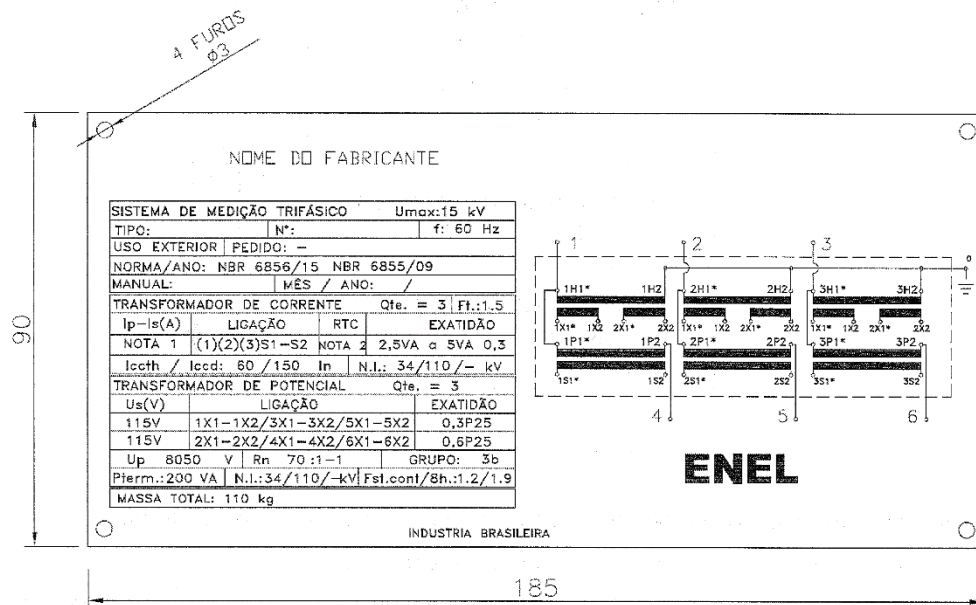 4 FUROS
Ø3
NOME DO FABRICANTE
SISTEMA DE MEDIÇÃO TRIFÁSICO Umax:15 kV
TIPO: N°: f: 60 Hz
USO EXTERIOR PEDIDO: –
NORMA/ANO: NBR 6856/15 NBR 6855/09
MANUAL: MÊS / ANO: /
TRANSFORMADOR DE CORRENTE Qte. = 3 Ft.:1.5
Ip–Is(A) LIGAÇÃO RTC EXATIDÃO
NOTA 1 (1)(2)(3)S1–S2 NOTA 2 2,5VA a 5VA 0,3
Iccth / Iccd: 60 /150 In N.I.: 34/110/– kV
TRANSFORMADOR DE POTENCIAL Qte. = 3
Us(V) LIGAÇÃO EXATIDÃO
115V 1X1–1X2/3X1–3X2/5X1–5X2 0,3P25
115V 2X1–2X2/4X1–4X2/6X1–6X2 0,6P25
Up 8050 V Rn 70:1–1 GRUPO: 3b
Pterm.:200 VA N.I.:34/110/–kV Fst.cont/8h.:1.2/1.9
MASSA TOTAL: 110 kg
1 2 3
1H1* 1H2 2H1* 2H2 3H1* 3H2
1X1* 1X2 2X1* 2X2 1X1* 1X2 2X1* 2X2 1X1* 1X2 2X1* 2X2
1P1* 1P2 2P1* 2P2 3P1* 3P2
1S1* 1S2 2S1* 2S2 3S1* 3S2
4 5 6
ENEL
INDUSTRIA BRASILEIRA
90
185